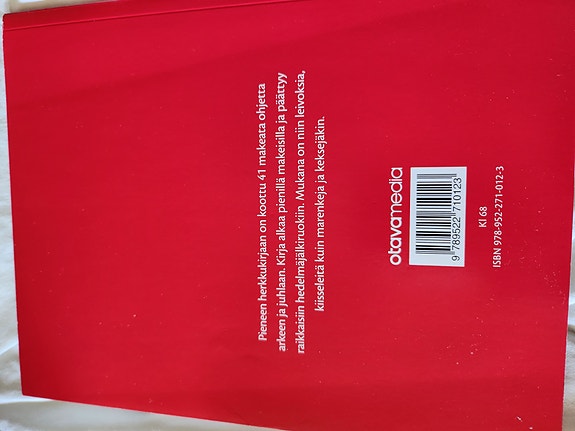 Pieneen herkkukirjaan on koottu 41 makeata ohjetta
arkeen ja juhlaan. Kirja alkaa pienillä makeisilla ja päättyy
raikkaisiin hedelmäjälkiruokiin. Mukana on niin leivoksia,
kiisseleitä kuin marenkeja ja keksejäkin.
otavamedia
9 789522 710123
KI 68
ISBN 978-952-271-012-3